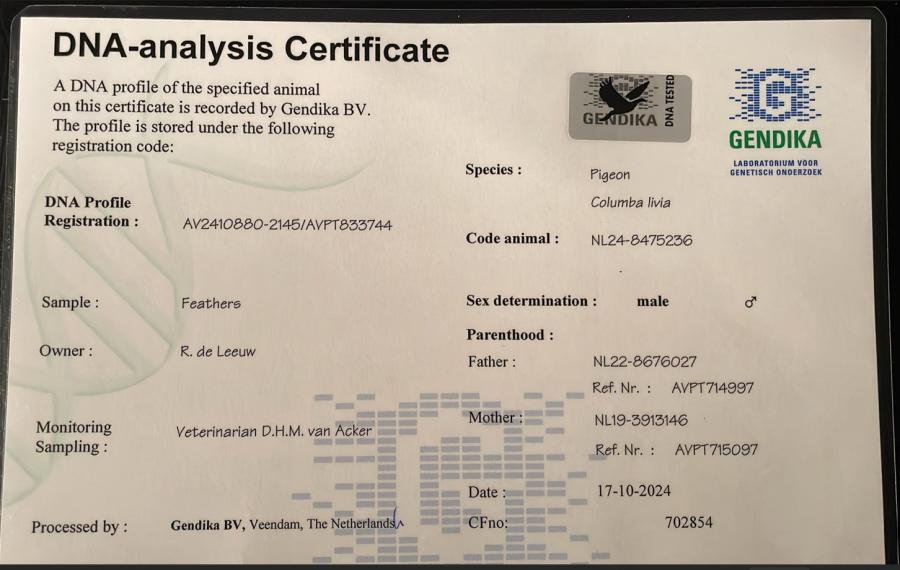 DNA-analysis Certificate
A DNA profile of the specified animal
on this certificate is recorded by Gendika BV.
The profile is stored under the following
registration code:
GENDIKA
DNA TESTED
GENDIKA
LABORATORIUM VOOR
GENETISCH ONDERZOEK
Species : Pigeon
Columba livia
DNA Profile
Registration : AV2410880-2145/AVPT833744
Code animal : NL24-8475236
Sample : Feathers
Sex determination : male ♂
Parenthood :
Owner : R. de Leeuw
Father : NL22-8676027
Ref. Nr. : AVPT714997
Mother : NL19-3913146
Monitoring
Sampling : Veterinarian D.H.M. van Acker
Ref. Nr. : AVPT715097
Date : 17-10-2024
Processed by : Gendika BV, Veendam, The Netherlands
CFno: 702854